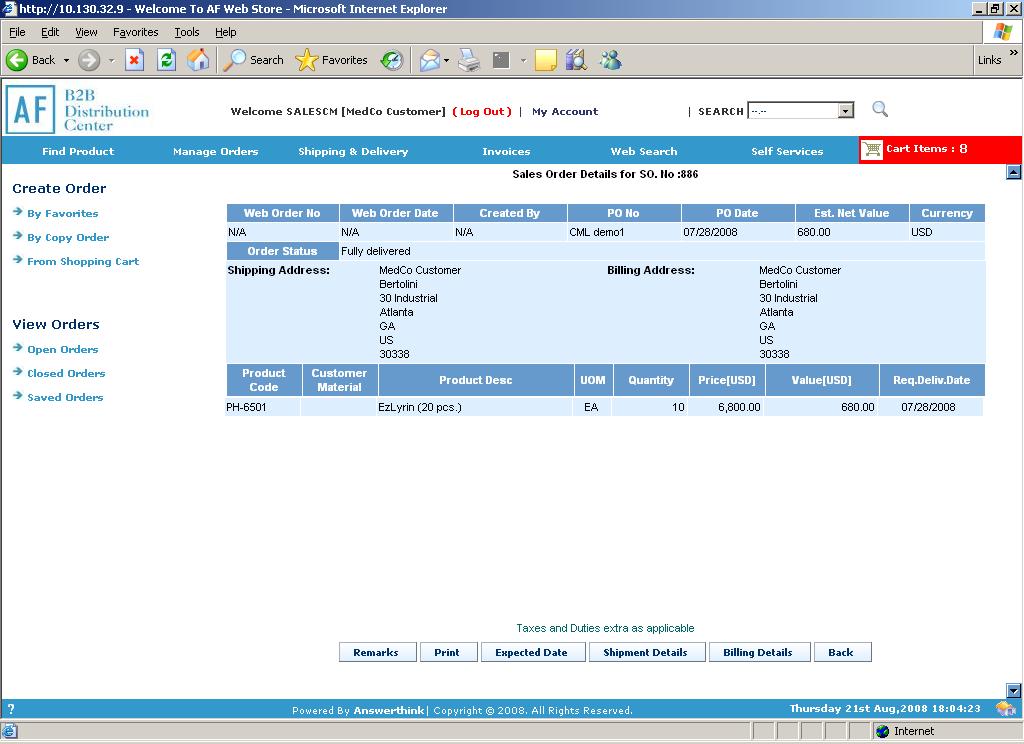 http://10.130.32.9 - Welcome To AF Web Store - Microsoft Internet Explorer
File Edit View Favorites Tools Help
Back Search Favorites Links »
AF B2B Distribution Center
Welcome SALESCM [MedCo Customer] ( Log Out ) | My Account | SEARCH --.--
Find Product Manage Orders Shipping & Delivery Invoices Web Search Self Services Cart Items : 8
Sales Order Details for SO. No :886
Create Order
By Favorites
By Copy Order
From Shopping Cart
View Orders
Open Orders
Closed Orders
Saved Orders
Web Order No Web Order Date Created By PO No PO Date Est. Net Value Currency
N/A N/A N/A CML demo1 07/28/2008 680.00 USD
Order Status Fully delivered
Shipping Address: MedCo Customer
Bertolini
30 Industrial
Atlanta
GA
US
30338
Billing Address: MedCo Customer
Bertolini
30 Industrial
Atlanta
GA
US
30338
Product Code Customer Material Product Desc UOM Quantity Price[USD] Value[USD] Req.Deliv.Date
PH-6501 EzLyrin (20 pcs.) EA 10 6,800.00 680.00 07/28/2008
Taxes and Duties extra as applicable
Remarks Print Expected Date Shipment Details Billing Details Back
? Powered By Answerthink| Copyright © 2008. All Rights Reserved. Thursday 21st Aug,2008 18:04:23
Internet